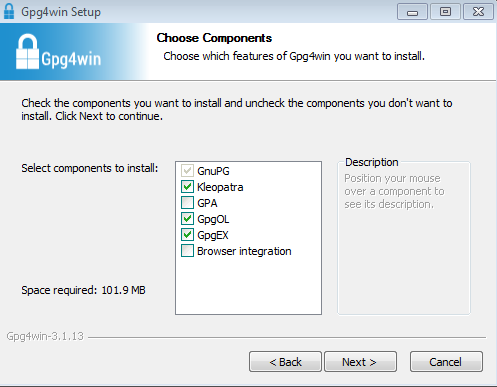 Gpg4win Setup
Choose Components
Choose which features of Gpg4win you want to install.
Gpg4win
Check the components you want to install and uncheck the components you don't want to
install. Click Next to continue.
Select components to install:
GnuPG
Kleopatra
GPA
GpgOL
GpgEX
Browser integration
Description
Position your mouse
over a component to
see its description.
Space required: 101.9 MB
Gpg4win-3.1.13
< Back
Next >
Cancel